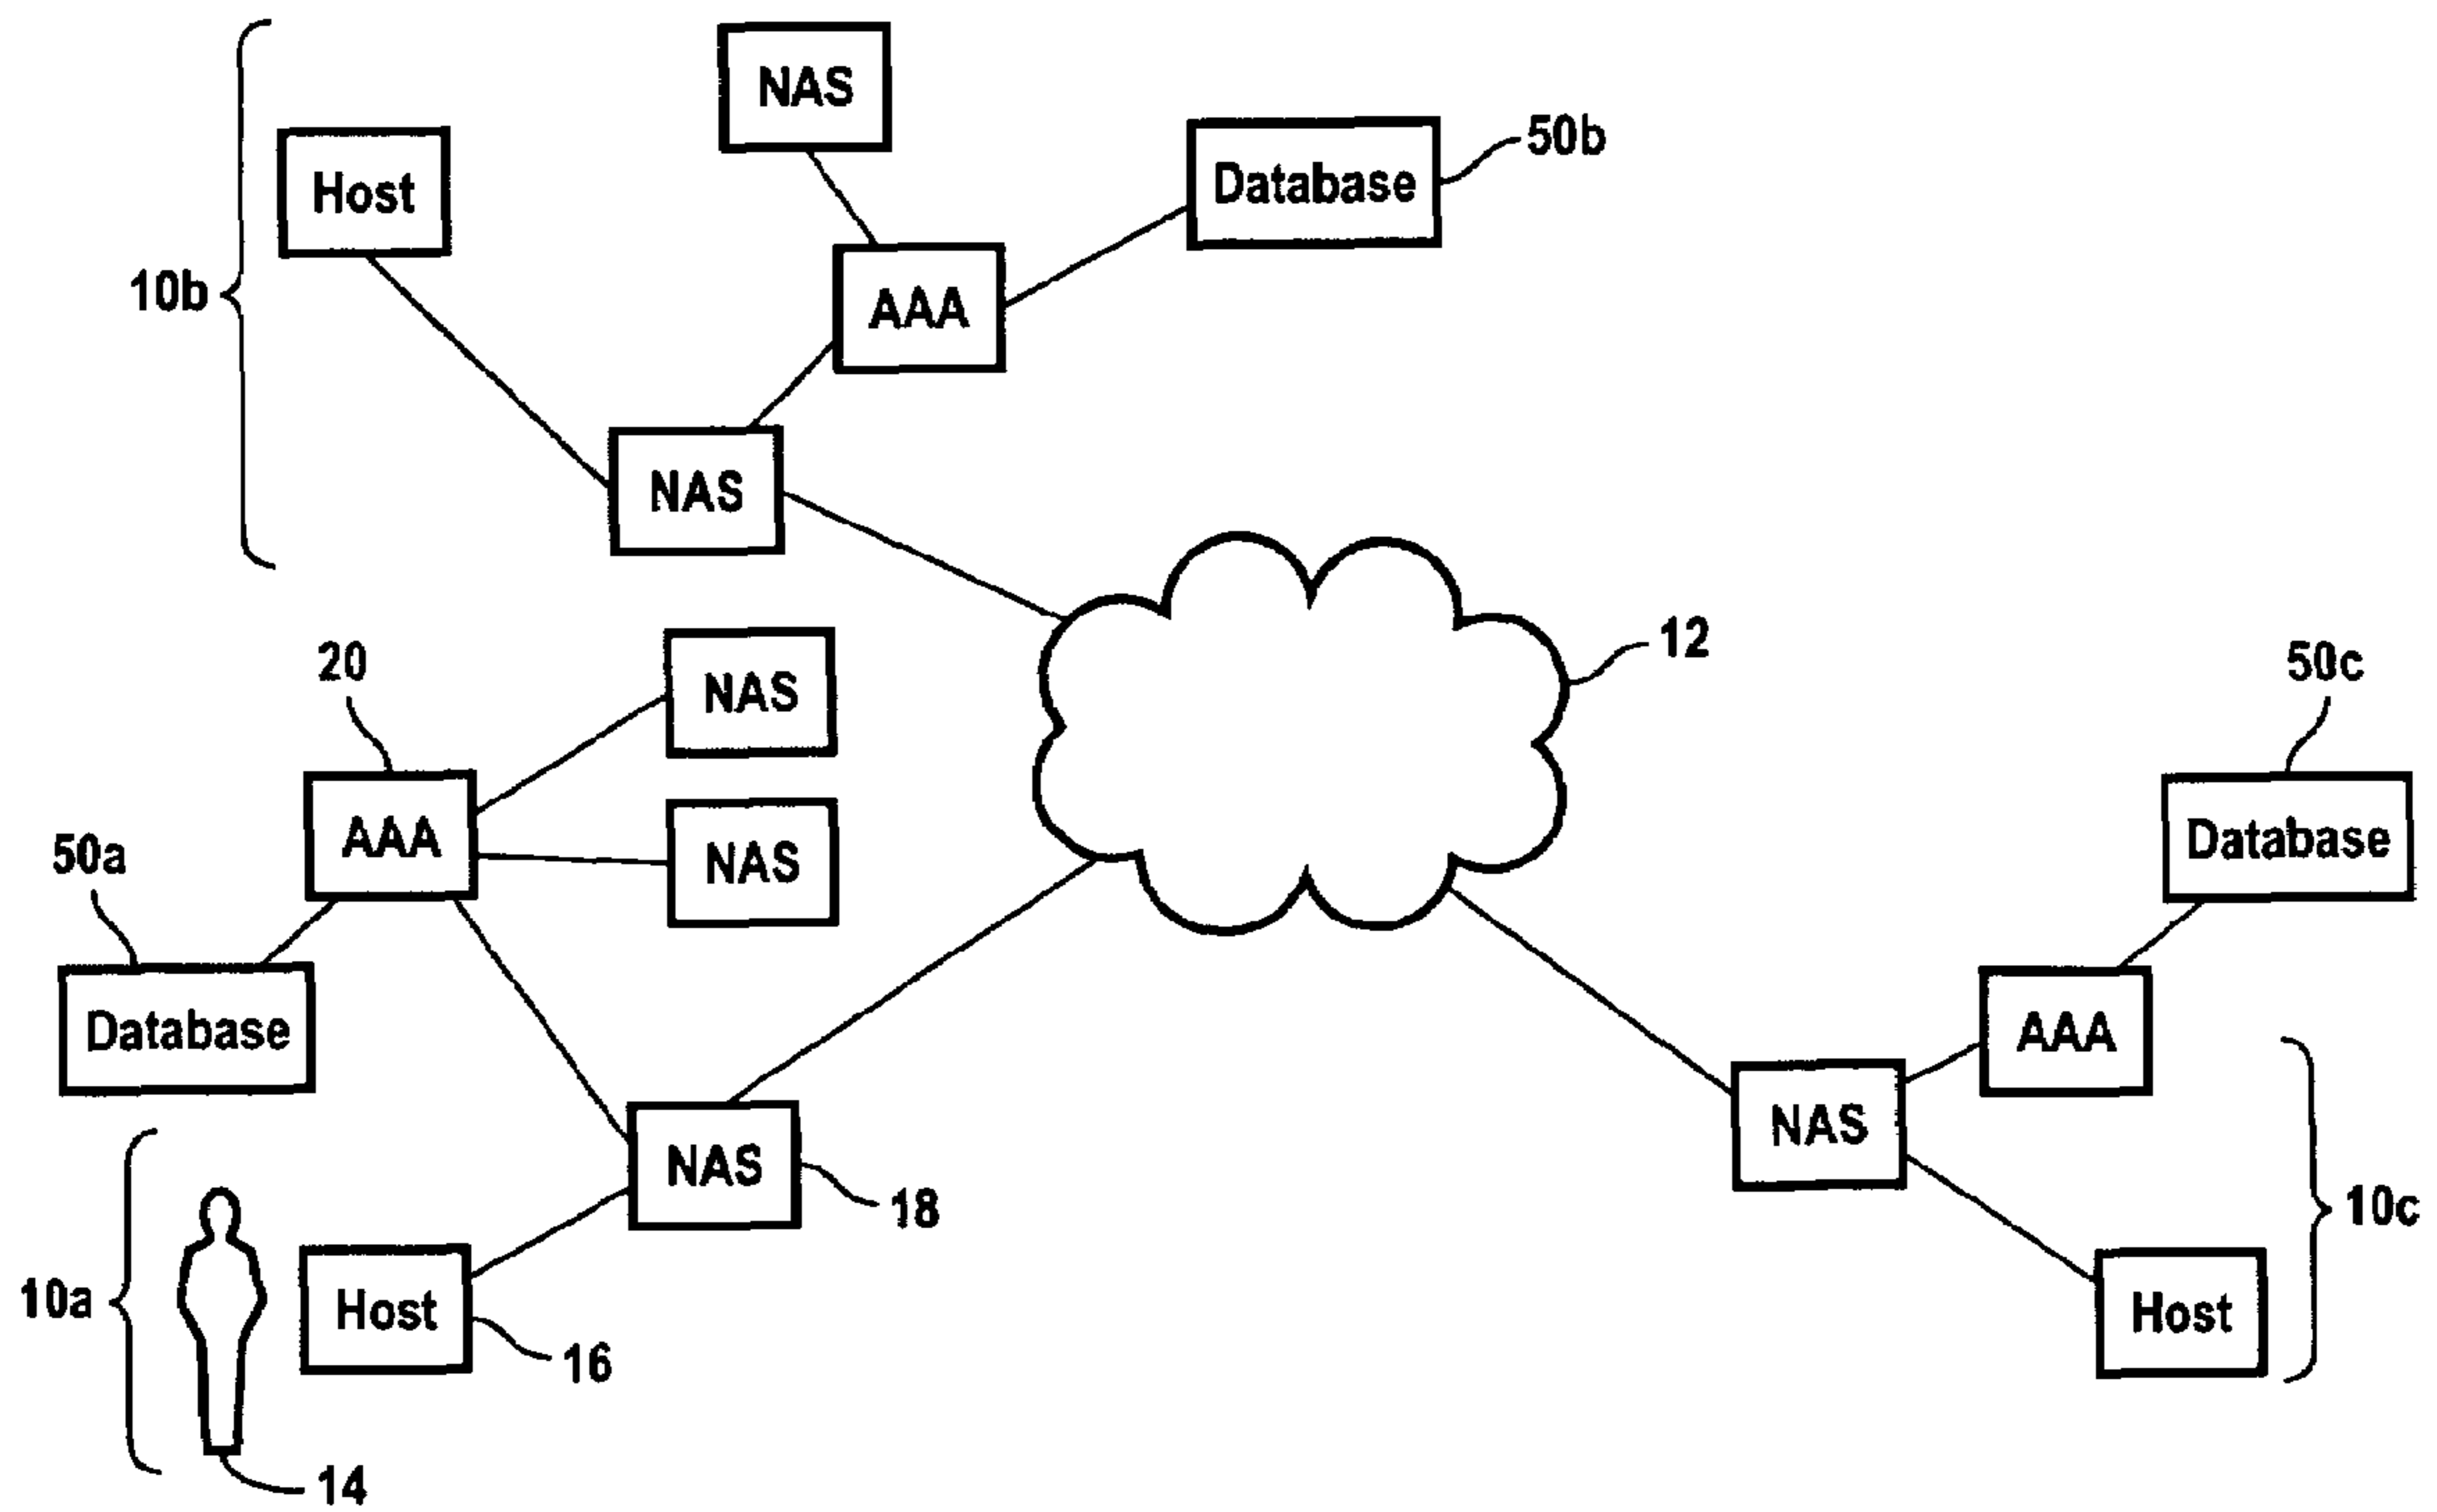 NAS
50b
Database
Host
10b
AAA
NAS
12
20
NAS
50c
AAA
NAS
Database
50a
Database
AAA
NAS
NAS
18
10c
10a
Host
Host
16
14